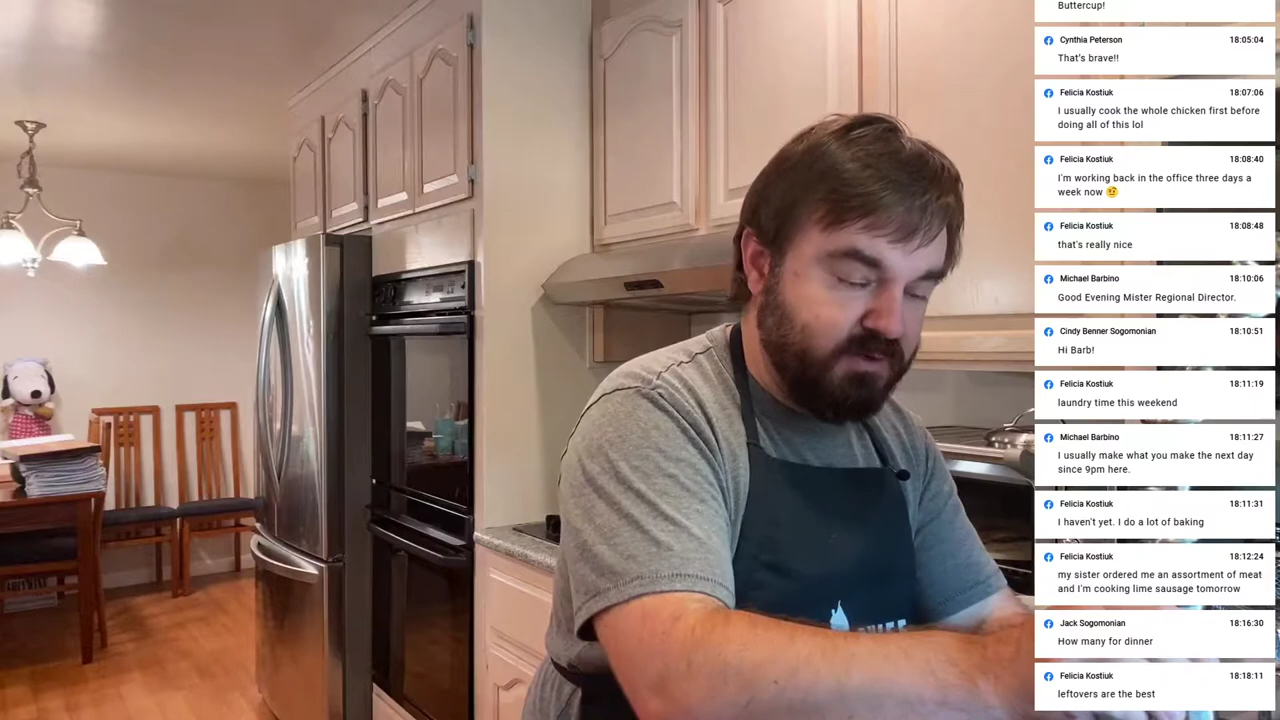 Buttercup!
Cynthia Peterson 18:05:04
That's brave!!
Felicia Kostiuk 18:07:06
I usually cook the whole chicken first before
doing all of this lol
Felicia Kostiuk 18:08:40
I'm working back in the office three days a
week now 🤨
Felicia Kostiuk 18:08:48
that's really nice
Michael Barbino 18:10:06
Good Evening Mister Regional Director.
Cindy Benner Sogomonian 18:10:51
Hi Barb!
Felicia Kostiuk 18:11:19
laundry time this weekend
Michael Barbino 18:11:27
I usually make what you make the next day
since 9pm here.
Felicia Kostiuk 18:11:31
I haven't yet. I do a lot of baking
Felicia Kostiuk 18:12:24
my sister ordered me an assortment of meat
and I'm cooking lime sausage tomorrow
Jack Sogomonian 18:16:30
How many for dinner
Felicia Kostiuk 18:18:11
leftovers are the best